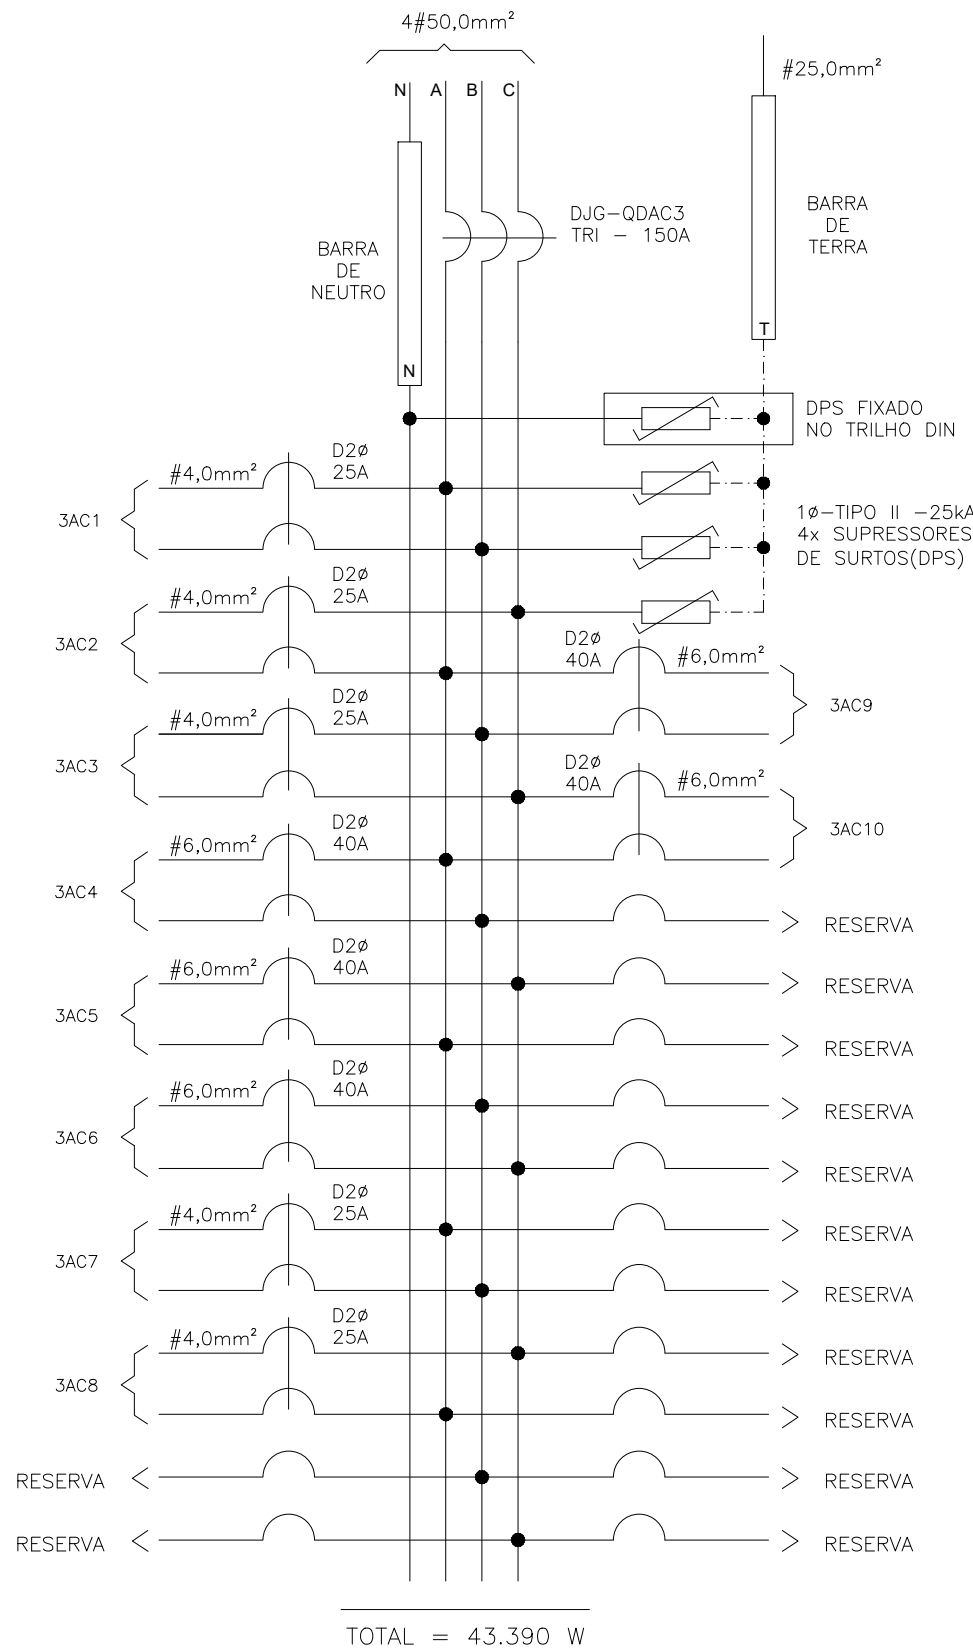 4#50,0mm²
#25,0mm²
N A B C
DJG-QDAC3
TRI - 150A
BARRA
DE
TERRA
BARRA
DE
NEUTRO
T
N
DPS FIXADO
NO TRILHO DIN
#4,0mm²
D2ø
25A
3AC1
1ø-TIPO II -25kA
4x SUPRESSORES
DE SURTOS(DPS)
#4,0mm²
D2ø
25A
3AC2
D2ø
40A
#6,0mm²
3AC9
#4,0mm²
D2ø
25A
3AC3
D2ø
40A
#6,0mm²
3AC10
#6,0mm²
D2ø
40A
3AC4
RESERVA
#6,0mm²
D2ø
40A
RESERVA
3AC5
RESERVA
#6,0mm²
D2ø
40A
RESERVA
3AC6
RESERVA
#4,0mm²
D2ø
25A
RESERVA
3AC7
RESERVA
#4,0mm²
D2ø
25A
RESERVA
3AC8
RESERVA
RESERVA
RESERVA
RESERVA
RESERVA
TOTAL = 43.390 W